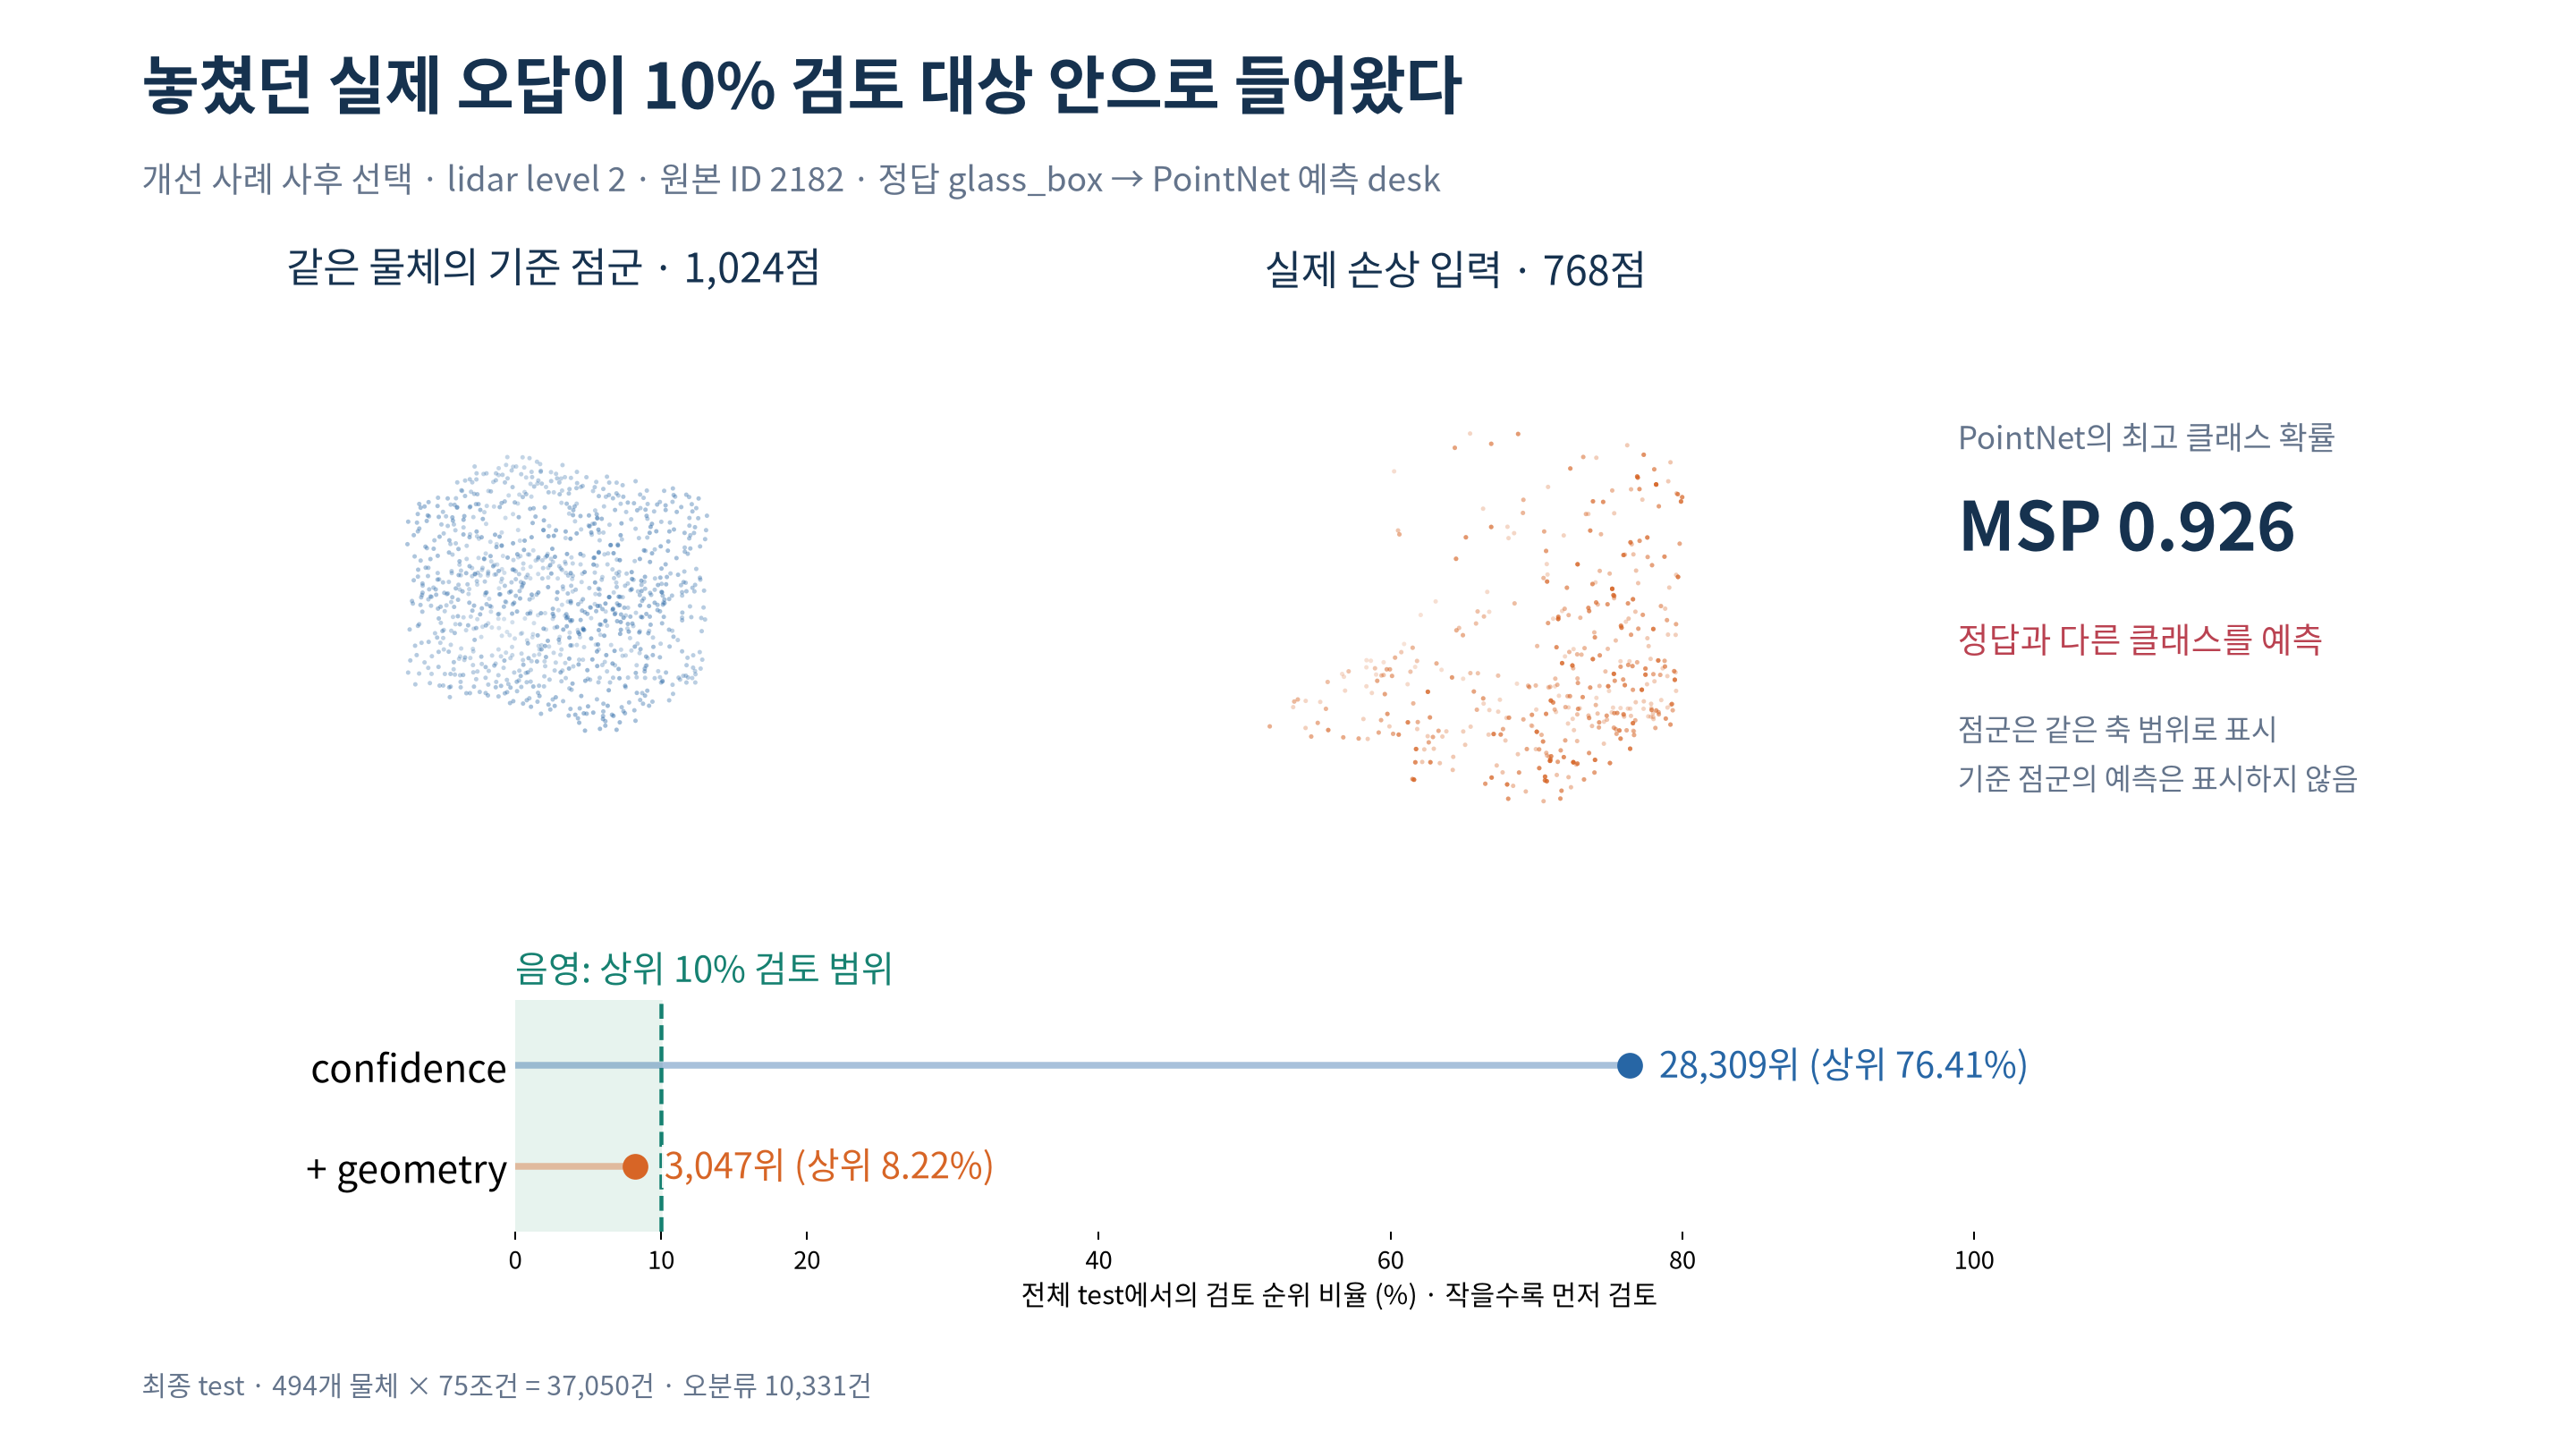 놓쳤던 실제 오답이 10% 검토 대상 안으로 들어왔다
개선 사례 사후 선택 · lidar level 2 · 원본 ID 2182 · 정답 glass_box → PointNet 예측 desk
같은 물체의 기준 점군 · 1,024점
실제 손상 입력 · 768점
PointNet의 최고 클래스 확률
MSP 0.926
정답과 다른 클래스를 예측
점군은 같은 축 범위로 표시
기준 점군의 예측은 표시하지 않음
음영: 상위 10% 검토 범위
confidence
28,309위 (상위 76.41%)
+ geometry
3,047위 (상위 8.22%)
0 10 20 40 60 80 100
전체 test에서의 검토 순위 비율 (%) · 작을수록 먼저 검토
최종 test · 494개 물체 × 75조건 = 37,050건 · 오분류 10,331건